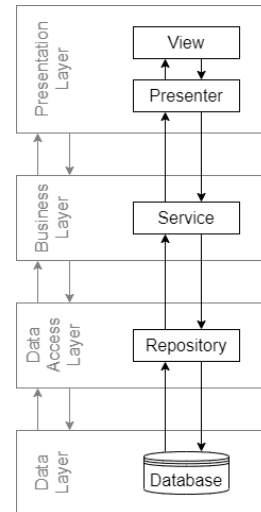 Presentation
Layer
View
Presenter
Business
Layer
Service
Data
Access
Layer
Repository
Data
Layer
Database